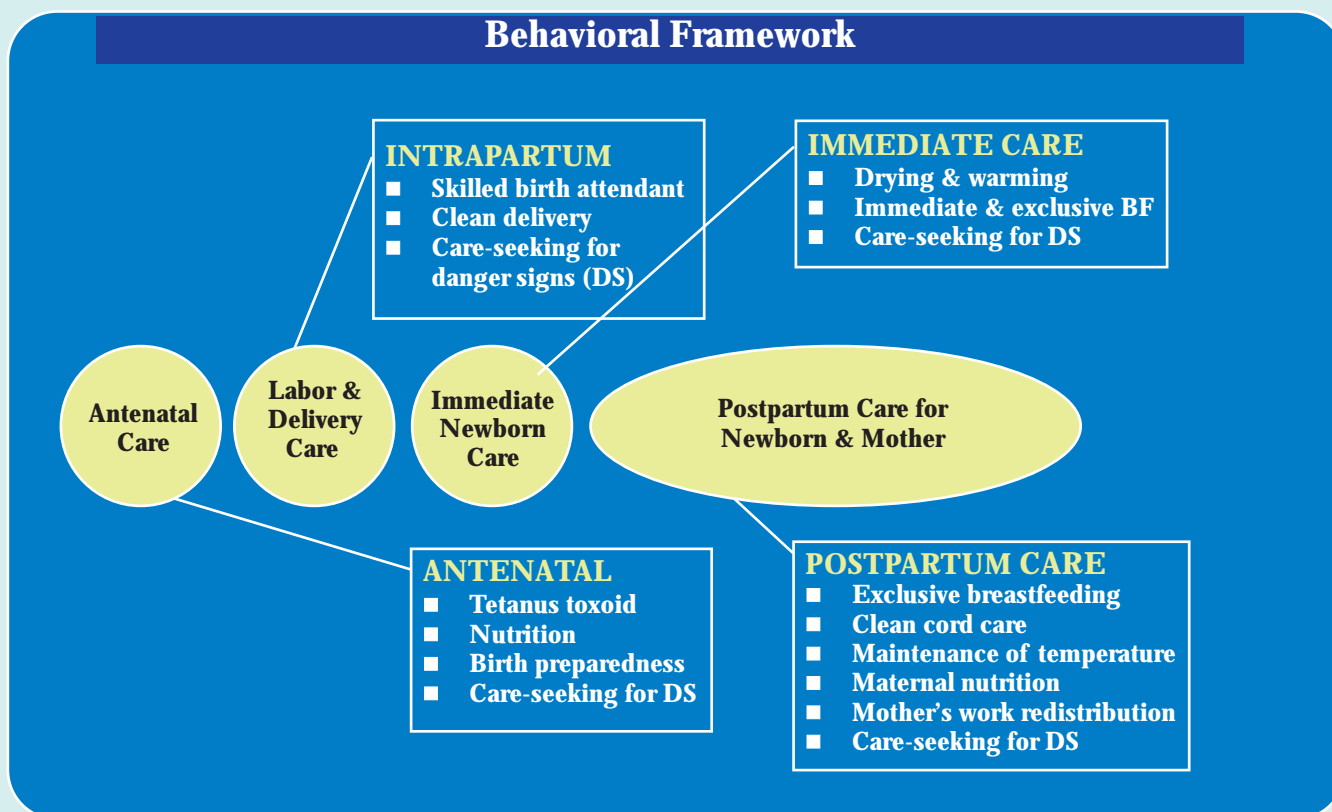 Behavioral Framework
INTRAPARTUM
■ Skilled birth attendant
■ Clean delivery
■ Care-seeking for
danger signs (DS)
IMMEDIATE CARE
■ Drying & warming
■ Immediate & exclusive BF
■ Care-seeking for DS
Antenatal
Care
Labor &
Delivery
Care
Immediate
Newborn
Care
Postpartum Care for
Newborn & Mother
ANTENATAL
■ Tetanus toxoid
■ Nutrition
■ Birth preparedness
■ Care-seeking for DS
POSTPARTUM CARE
■ Exclusive breastfeeding
■ Clean cord care
■ Maintenance of temperature
■ Maternal nutrition
■ Mother’s work redistribution
■ Care-seeking for DS